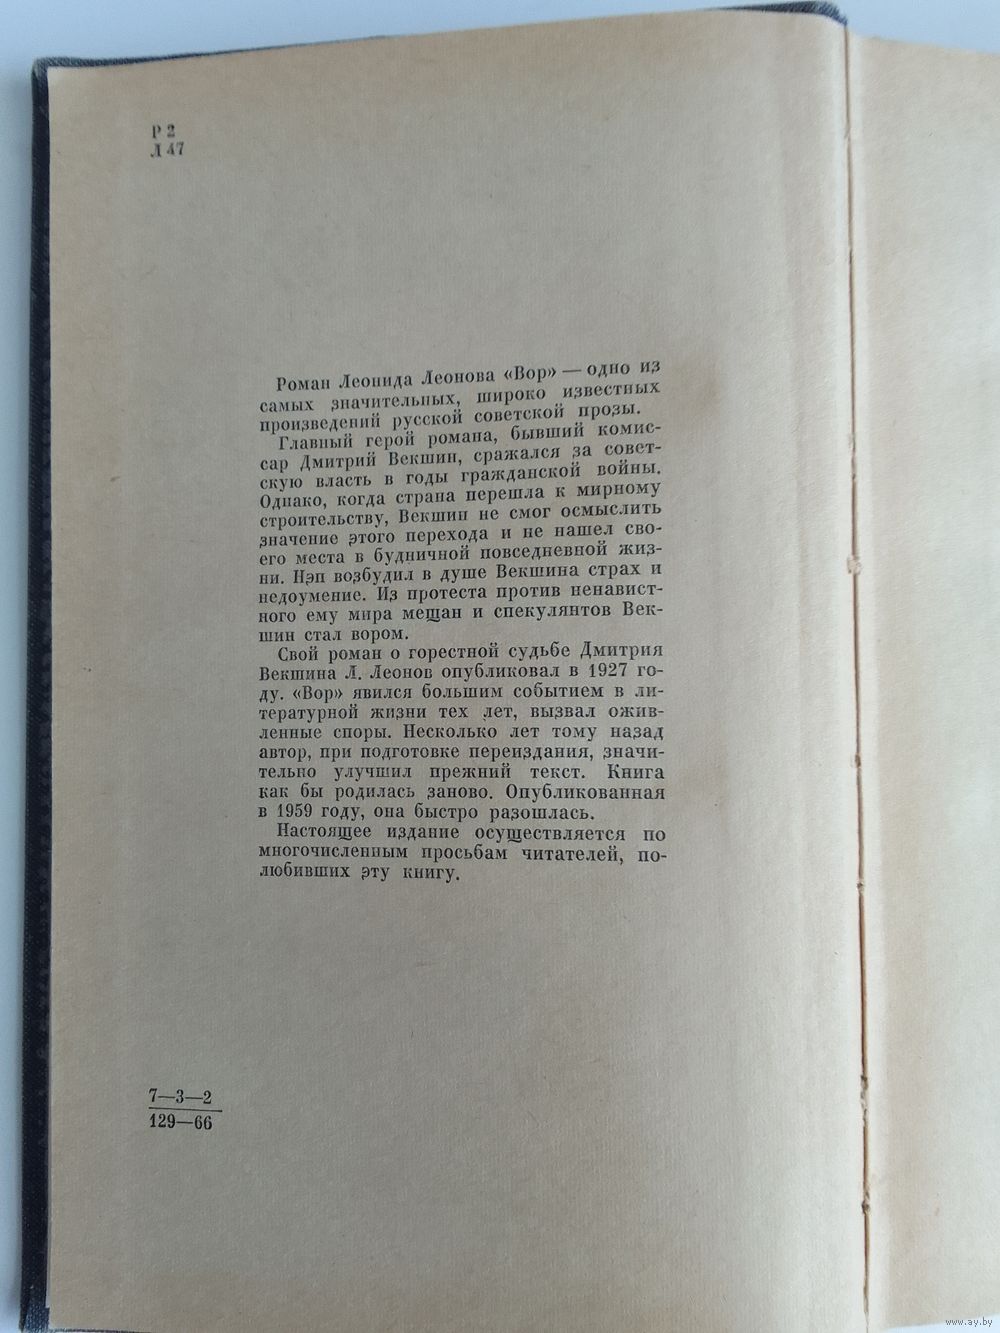 Р 2
Л 47
Роман Леонида Леонова «Вор» — одно из
самых значительных, широко известных
произведений русской советской прозы.
Главный герой романа, бывший комис-
сар Дмитрий Векшин, сражался за совет-
скую власть в годы гражданской войны.
Однако, когда страна перешла к мирному
строительству, Векшин не смог осмыслить
значение этого перехода и не нашел сво-
его места в будничной повседневной жиз-
ни. Нэп возбудил в душе Векшина страх и
недоумение. Из протеста против ненавист-
ного ему мира мещан и спекулянтов Век-
шин стал вором.
Свой роман о горестной судьбе Дмитрия
Векшина Л. Леонов опубликовал в 1927 го-
ду. «Вор» явился большим событием в ли-
тературной жизни тех лет, вызвал ожив-
ленные споры. Несколько лет тому назад
автор, при подготовке переиздания, значи-
тельно улучшил прежний текст. Книга
как бы родилась заново. Опубликованная
в 1959 году, она быстро разошлась.
Настоящее издание осуществляется по
многочисленным просьбам читателей, по-
любивших эту книгу.
7—3—2
129—66
www.ay.by